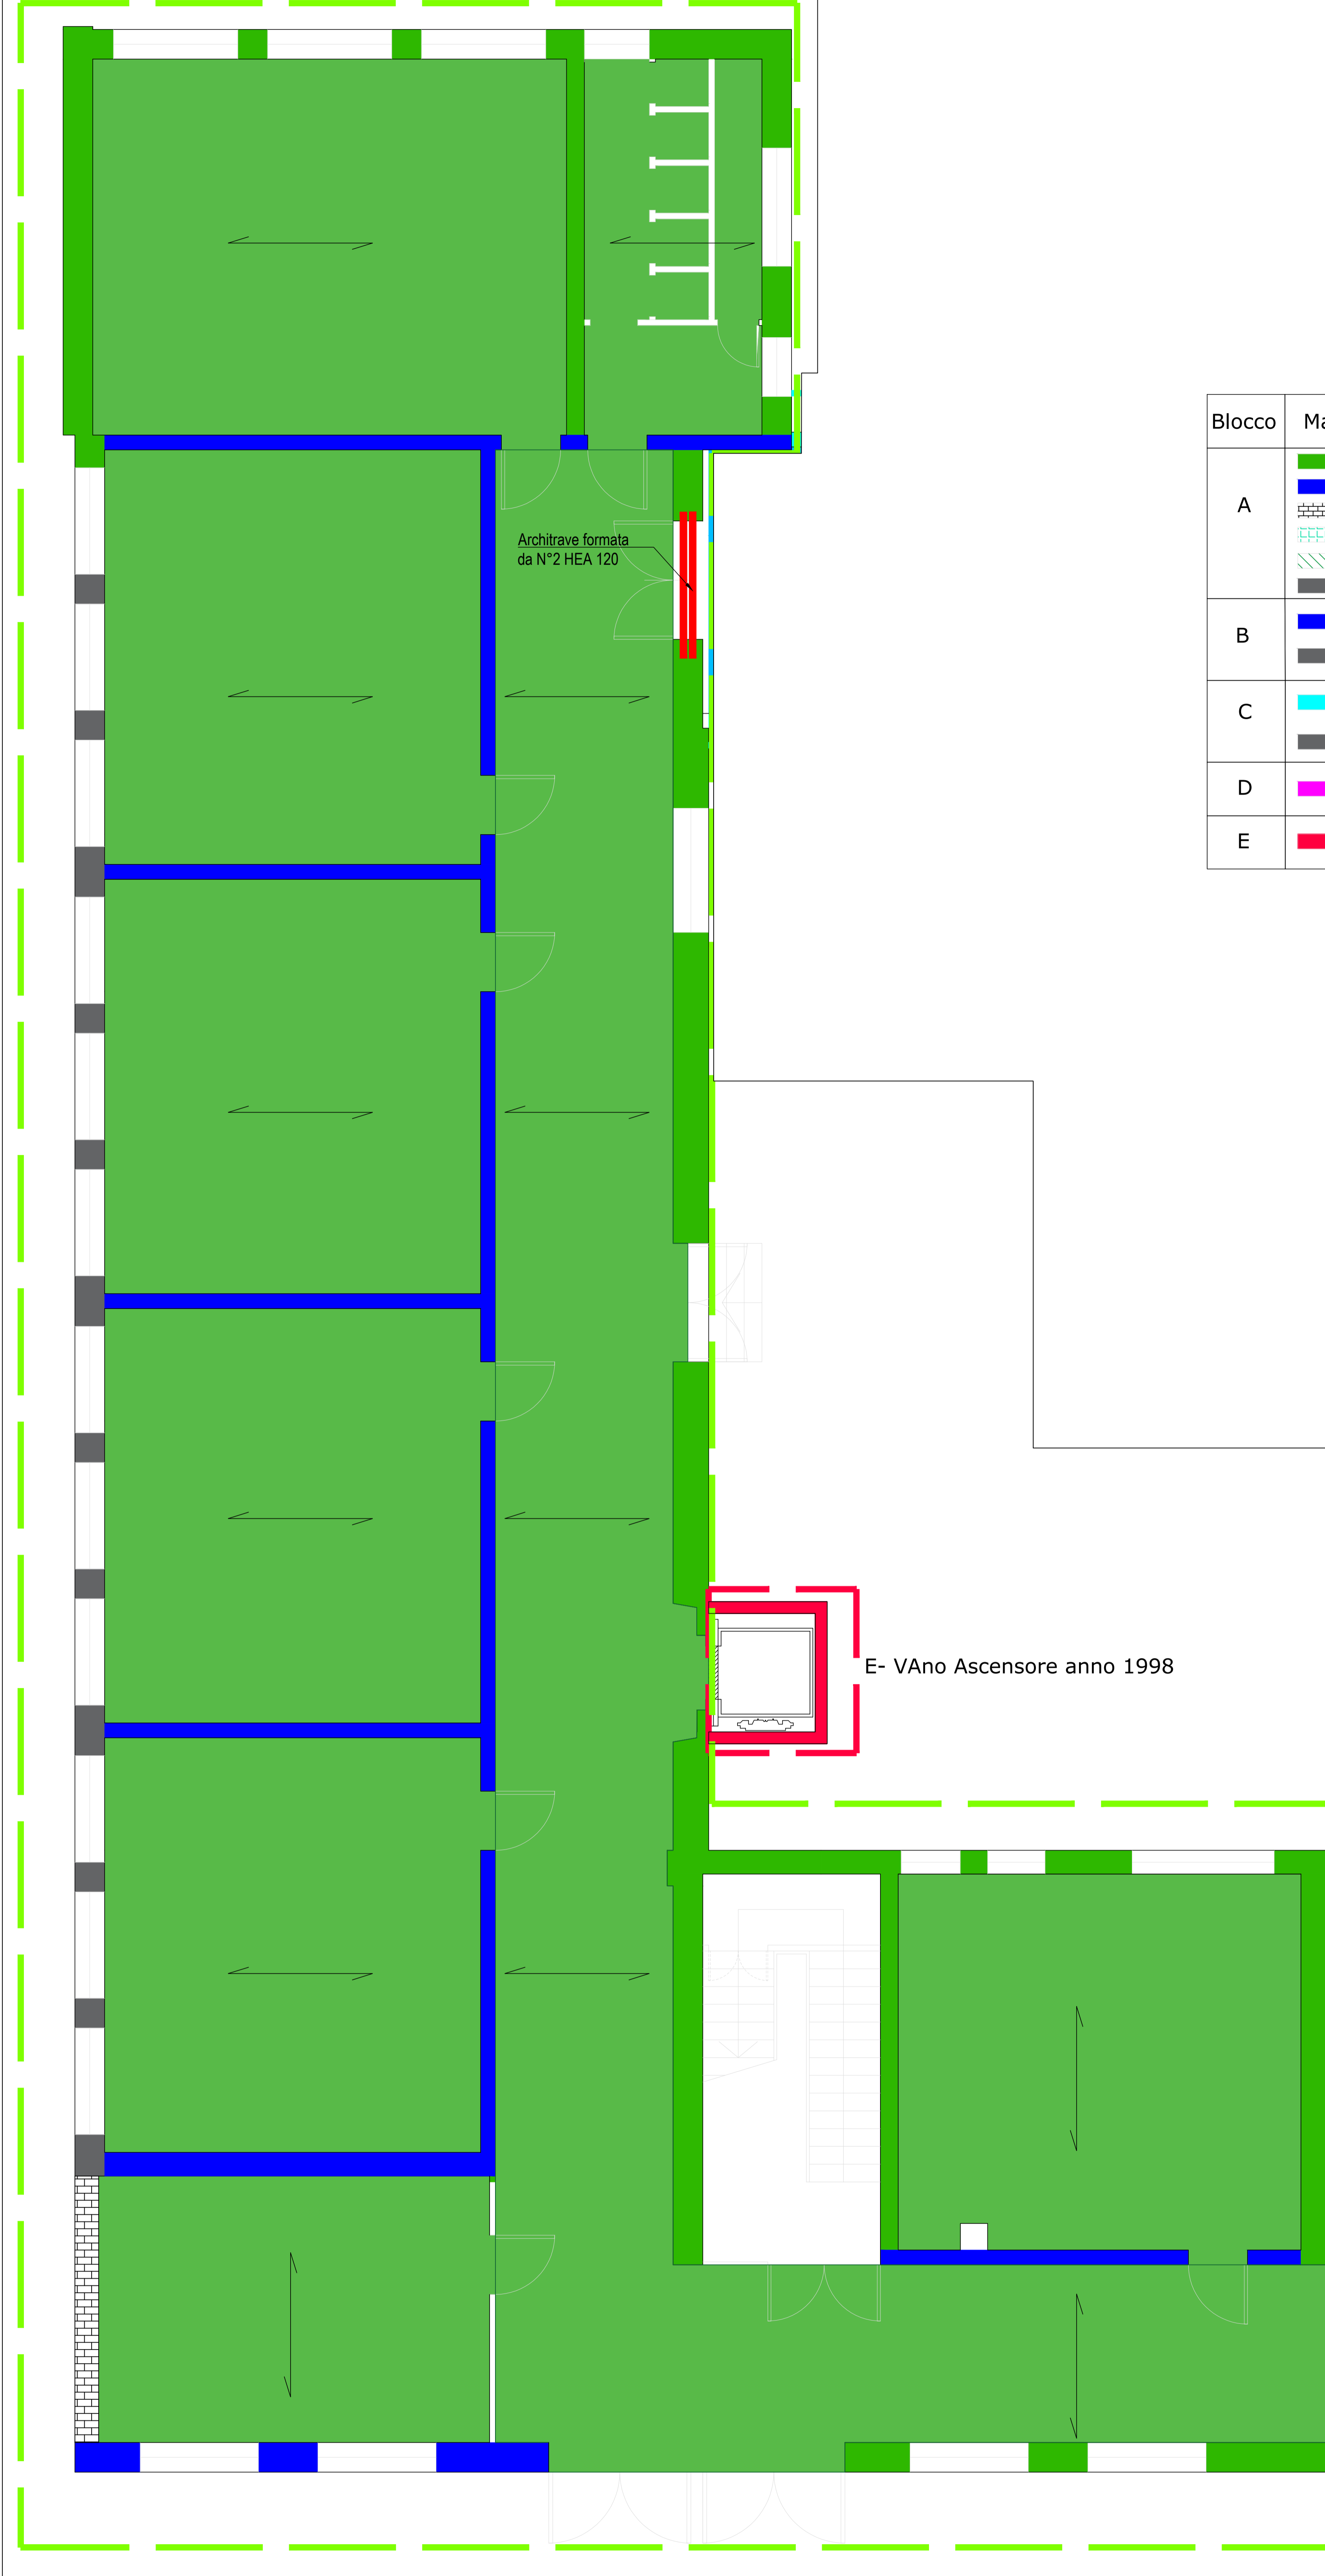 Blocco Ma
A
Architrave formata
da N°2 HEA 120
B
C
D
E
E- VAno Ascensore anno 1998